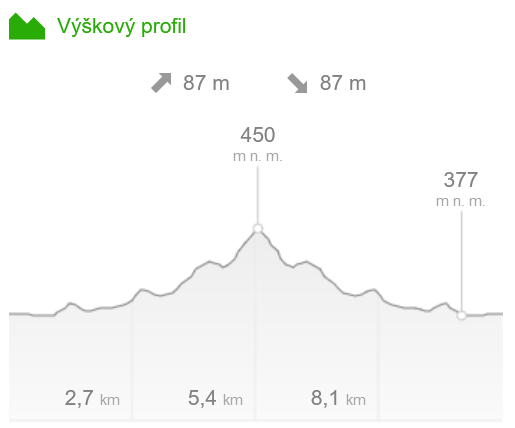 Výškový profil
87 m 87 m
450
m n. m.
377
m n. m.
2,7 km 5,4 km 8,1 km